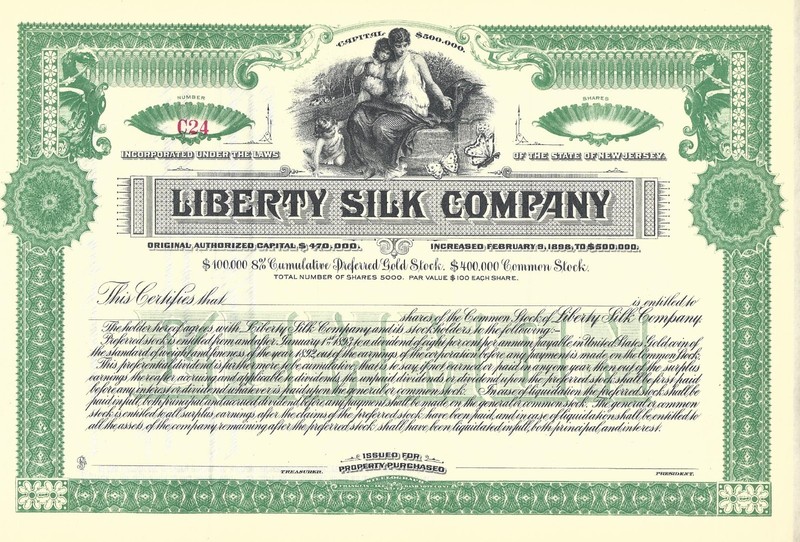 CAPITAL $500.000.
NUMBER
C24
SHARES
INCORPORATED UNDER THE LAWS OF THE STATE OF NEW JERSEY.
LIBERTY SILK COMPANY
ORIGINAL AUTHORIZED CAPITAL $ 470,000. INCREASED FEBRUARY 9, 1898, TO $500,000.
$100.000 8% Cumulative Preferred Gold Stock. $400,000 Common Stock.
TOTAL NUMBER OF SHARES 5000. PAR VALUE $100 EACH SHARE.
This Certifies that is entitled to
shares of the Common Stock of Liberty Silk Company
The holder hereof agrees with Liberty Silk Company and its stockholders to the following:-
Preferred stock is entitled from and after January 1st 1893, to a dividend of eight per cent per annum payable in United States Gold coin of
the standard of weight and fineness of the year 1892, out of the earnings of the corporation before any payment is made on the Common Stock.
This preferential dividend is furthermore to be cumulative, that is to say, if not earned or paid in any one year, then out of the surplus
earnings thereafter accruing and applicable to dividends, the unpaid dividends or dividend upon the preferred stock shall be first paid
before any interest or dividend whatever is paid upon the general or common stock. In case of liquidation the preferred stock shall be
paid in full, both principal and accrued dividend before any payment shall be made on the general or common stock. The general or common
stock is entitled to all surplus earnings after the claims of the preferred stock have been paid, and in case of liquidation shall be entitled to
all the assets of the company remaining after the preferred stock shall have been liquidated in full, both principal and interest.
ISSUED FOR
PROPERTY PURCHASED
TREASURER. PRESIDENT.